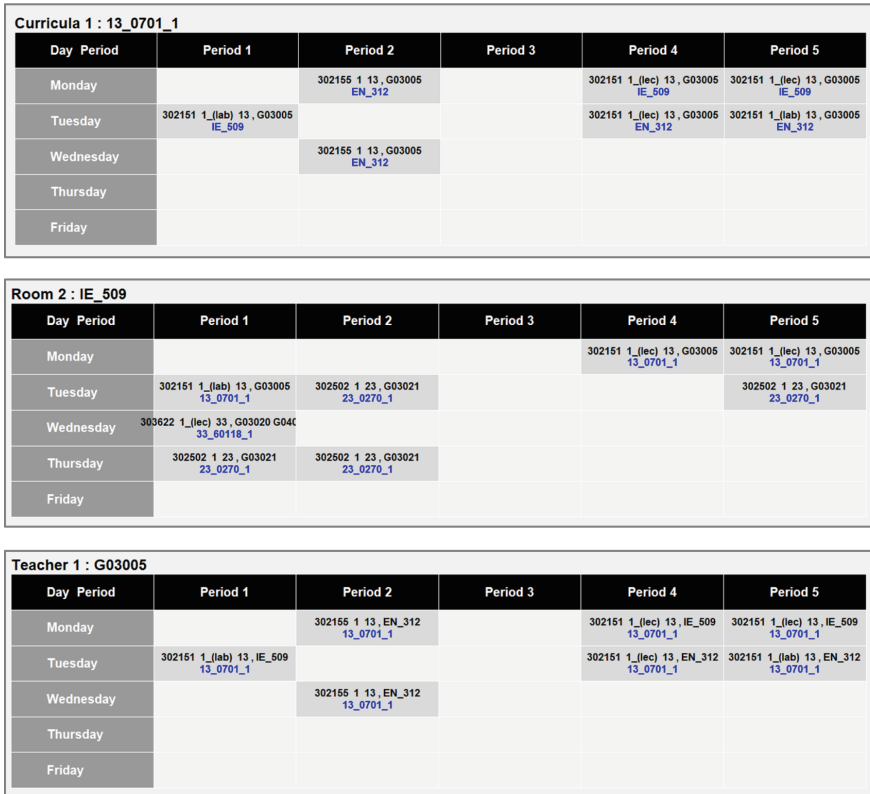 Curricula 1 : 13_0701_1
Day Period Period 1 Period 2 Period 3 Period 4 Period 5
Monday 302155 1 13 , G03005 302151 1_(lec) 13 , G03005 302151 1_(lec) 13 , G03005
EN_312 IE_509 IE_509
Tuesday 302151 1_(lab) 13 , G03005 302151 1_(lec) 13 , G03005 302151 1_(lab) 13 , G03005
IE_509 EN_312 EN_312
Wednesday 302155 1 13 , G03005
EN_312
Thursday
Friday
Room 2 : IE_509
Day Period Period 1 Period 2 Period 3 Period 4 Period 5
Monday 302151 1_(lec) 13 , G03005 302151 1_(lec) 13 , G03005
13_0701_1 13_0701_1
Tuesday 302151 1_(lab) 13 , G03005 302502 1 23 , G03021 302502 1 23 , G03021
13_0701_1 23_0270_1 23_0270_1
Wednesday 303622 1_(lec) 33 , G03020 G040
33_60118_1
Thursday 302502 1 23 , G03021 302502 1 23 , G03021
23_0270_1 23_0270_1
Friday
Teacher 1 : G03005
Day Period Period 1 Period 2 Period 3 Period 4 Period 5
Monday 302155 1 13 , EN_312 302151 1_(lec) 13 , IE_509 302151 1_(lec) 13 , IE_509
13_0701_1 13_0701_1 13_0701_1
Tuesday 302151 1_(lab) 13 , IE_509 302151 1_(lec) 13 , EN_312 302151 1_(lab) 13 , EN_312
13_0701_1 13_0701_1 13_0701_1
Wednesday 302155 1 13 , EN_312
13_0701_1
Thursday
Friday